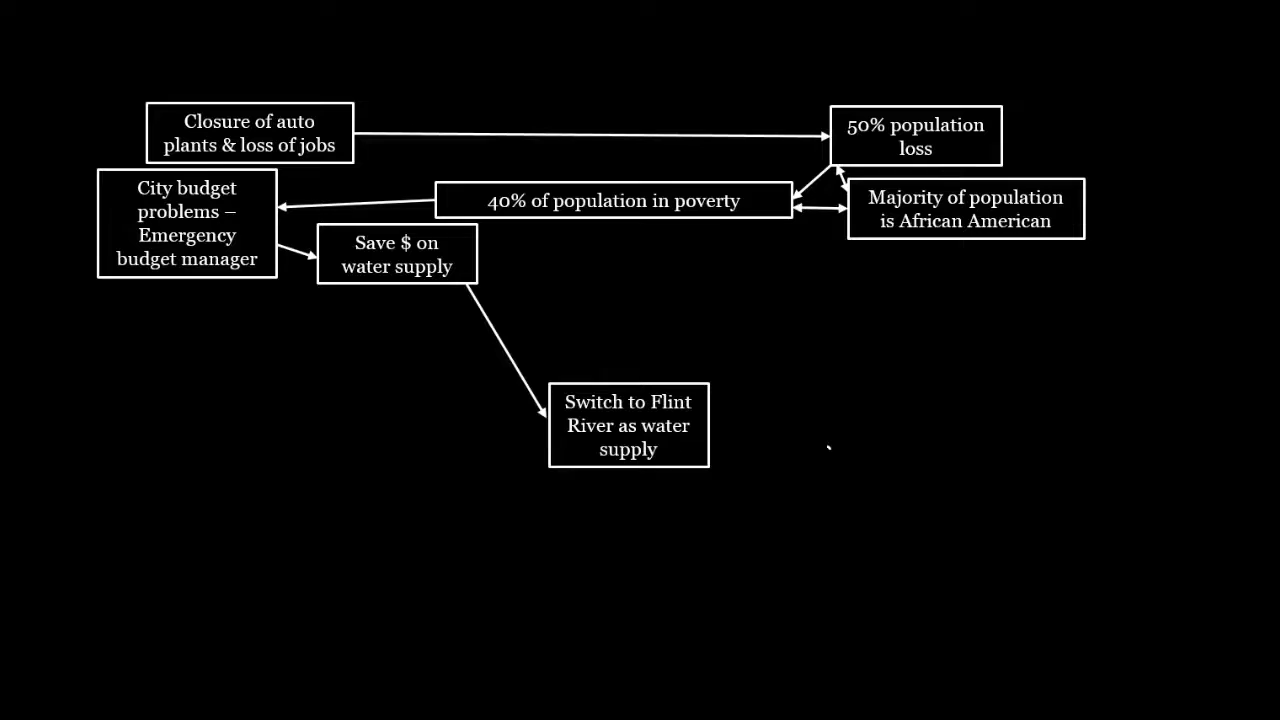 Closure of auto
plants & loss of jobs
50% population
loss
City budget
problems –
Emergency
budget manager
40% of population in poverty
Majority of population
is African American
Save $ on
water supply
Switch to Flint
River as water
supply